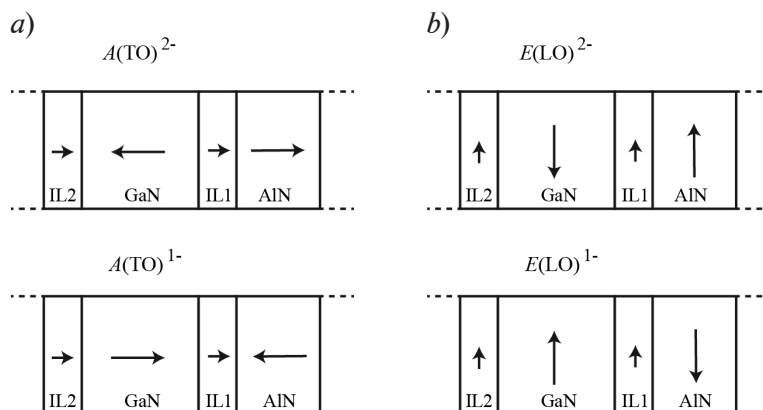 a)
A(TO)²⁻
IL2 GaN IL1 AlN
A(TO)¹⁻
IL2 GaN IL1 AlN
b)
E(LO)²⁻
IL2 GaN IL1 AlN
E(LO)¹⁻
IL2 GaN IL1 AlN